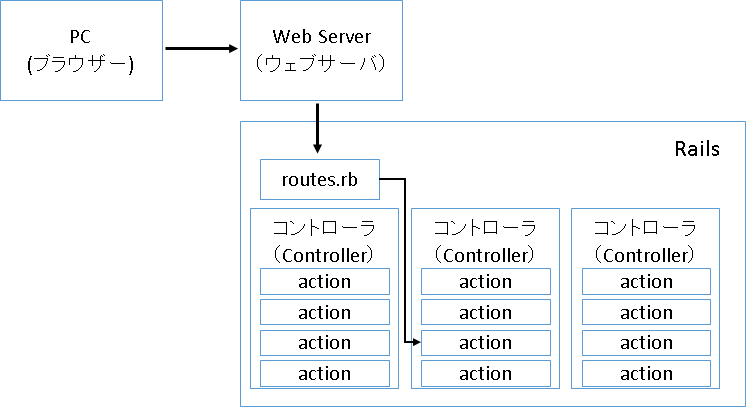 PC
(ブラウザー)
Web Server
（ウェブサーバ）
Rails
routes.rb
コントローラ
（Controller）
action
action
action
action
コントローラ
（Controller）
action
action
action
action
コントローラ
（Controller）
action
action
action
action